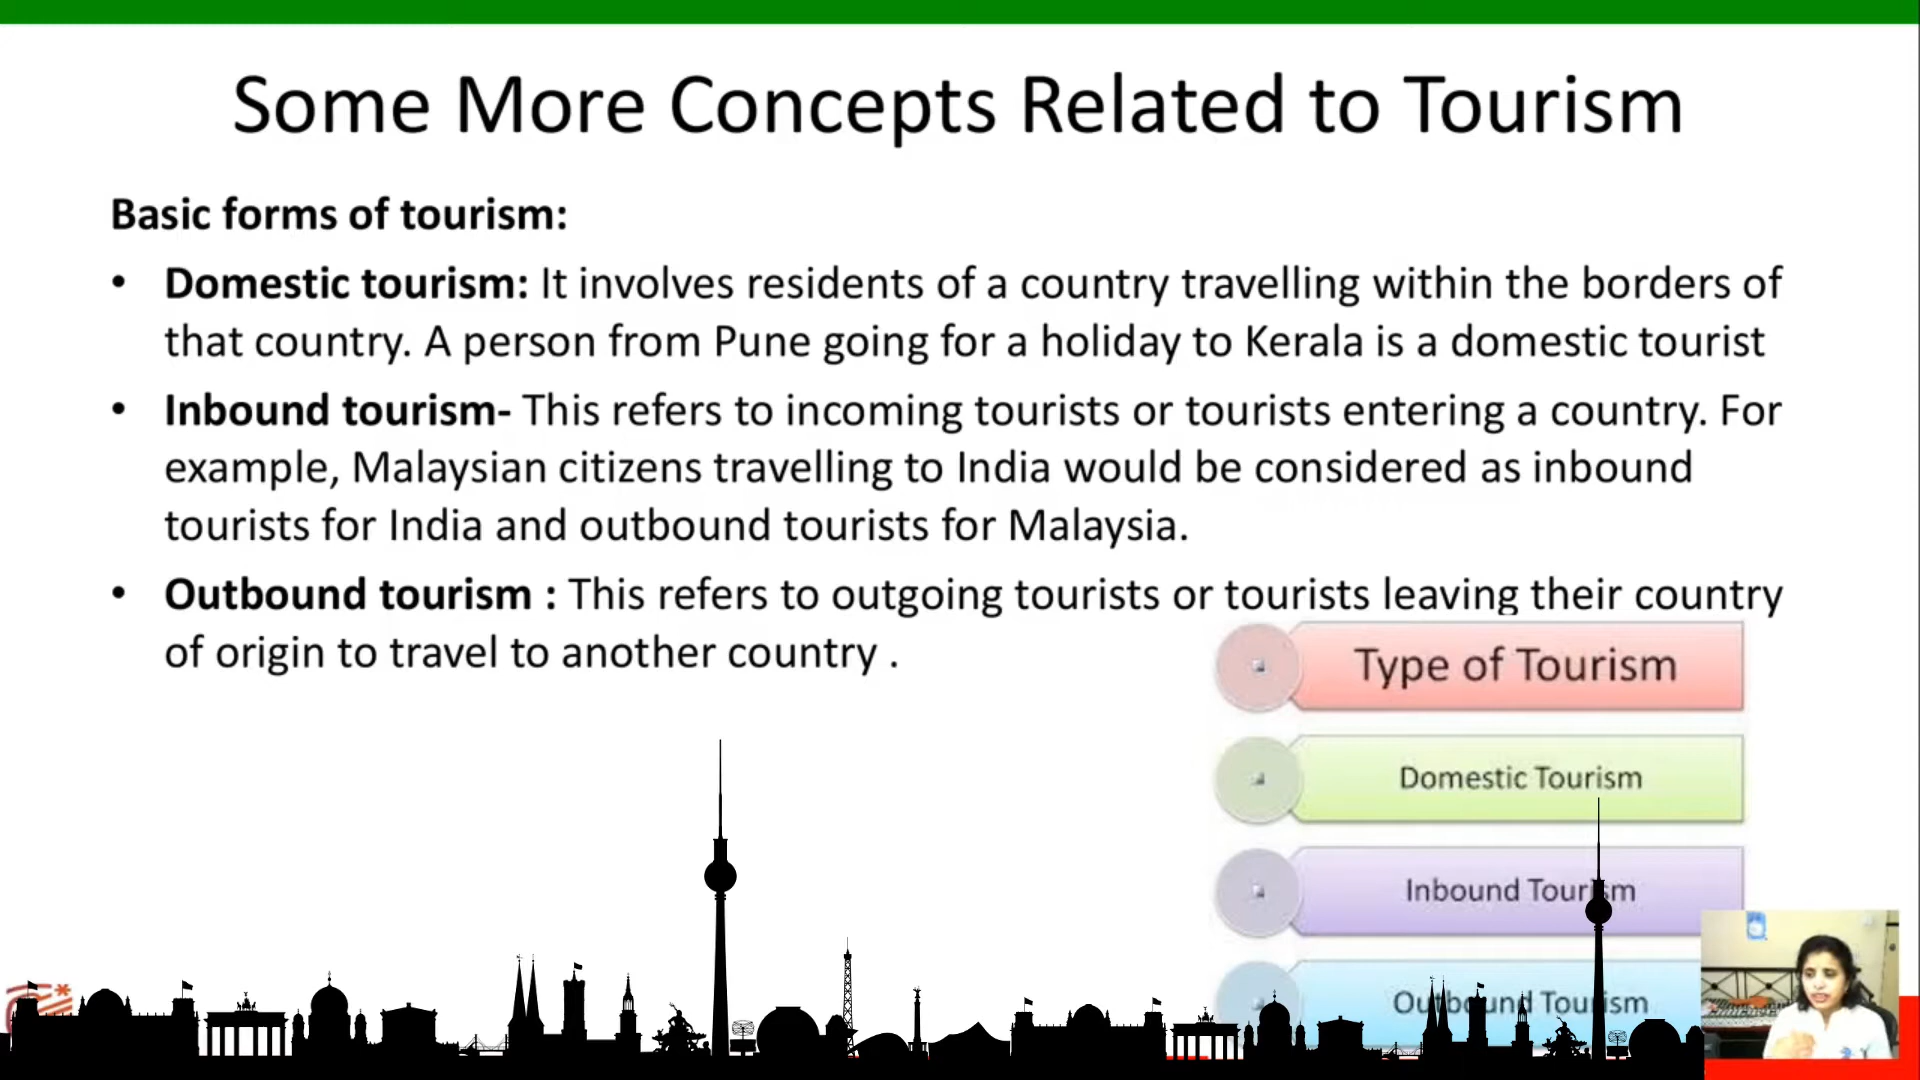 Some More Concepts Related to Tourism
Basic forms of tourism:
• Domestic tourism: It involves residents of a country travelling within the borders of
that country. A person from Pune going for a holiday to Kerala is a domestic tourist
• Inbound tourism- This refers to incoming tourists or tourists entering a country. For
example, Malaysian citizens travelling to India would be considered as inbound
tourists for India and outbound tourists for Malaysia.
• Outbound tourism : This refers to outgoing tourists or tourists leaving their country
of origin to travel to another country .
Type of Tourism
Domestic Tourism
Inbound Tourism
Outbound Tourism